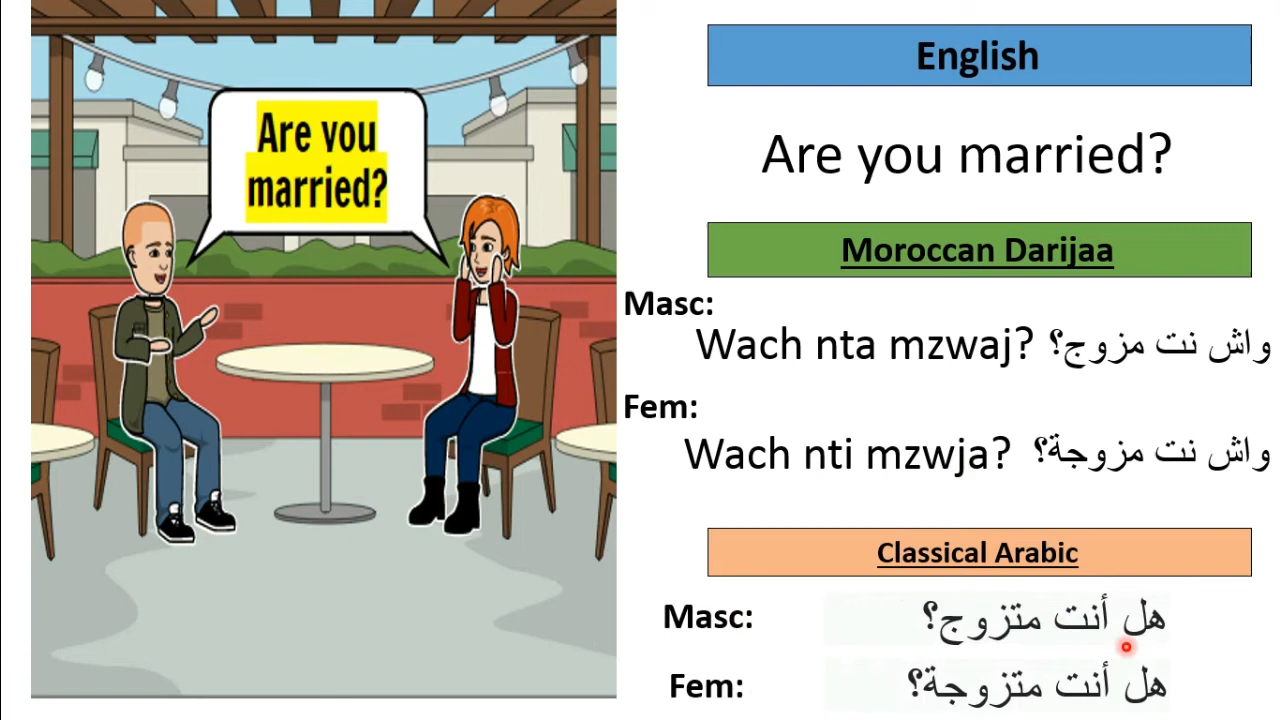 Are you
married?
English
Are you married?
Moroccan Darijaa
Masc:
Wach nta mzwaj? واش نت مزوج؟
Fem:
Wach nti mzwja? واش نت مزوجة؟
Classical Arabic
Masc: هل أنت متزوج؟
Fem: هل أنت متزوجة؟